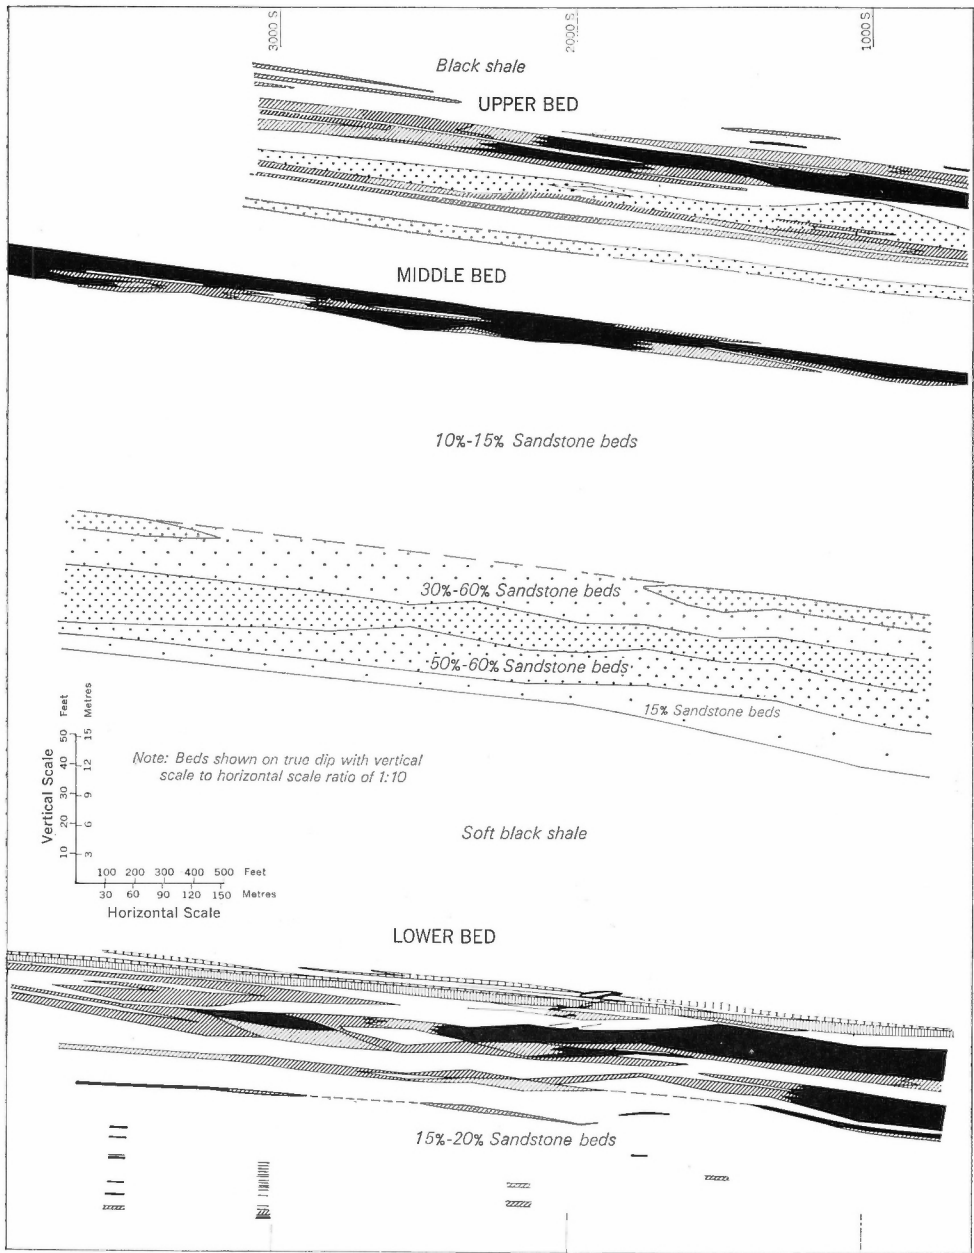 3000 S
2000 S
1000 S
Black shale
UPPER BED
MIDDLE BED
10%-15% Sandstone beds
30%-60% Sandstone beds
50%-60% Sandstone beds
15% Sandstone beds
Feet
Metres
50 15
40 12
30 9
20 6
10 3
Vertical Scale
Note: Beds shown on true dip with vertical
scale to horizontal scale ratio of 1:10
Soft black shale
100 200 300 400 500 Feet
30 60 90 120 150 Metres
Horizontal Scale
LOWER BED
15%-20% Sandstone beds